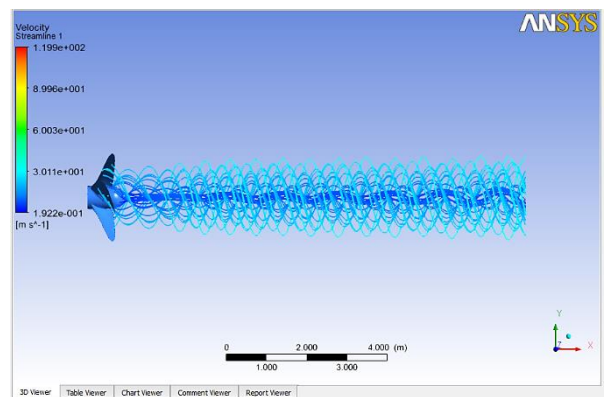 Velocity
Streamline 1
ANSYS
1.199e+002
8.996e+001
6.003e+001
3.011e+001
1.922e-001
[m s^-1]
Y
X
Z
0 2.000 4.000 (m)
1.000 3.000
3D Viewer Table Viewer Chart Viewer Comment Viewer Report Viewer